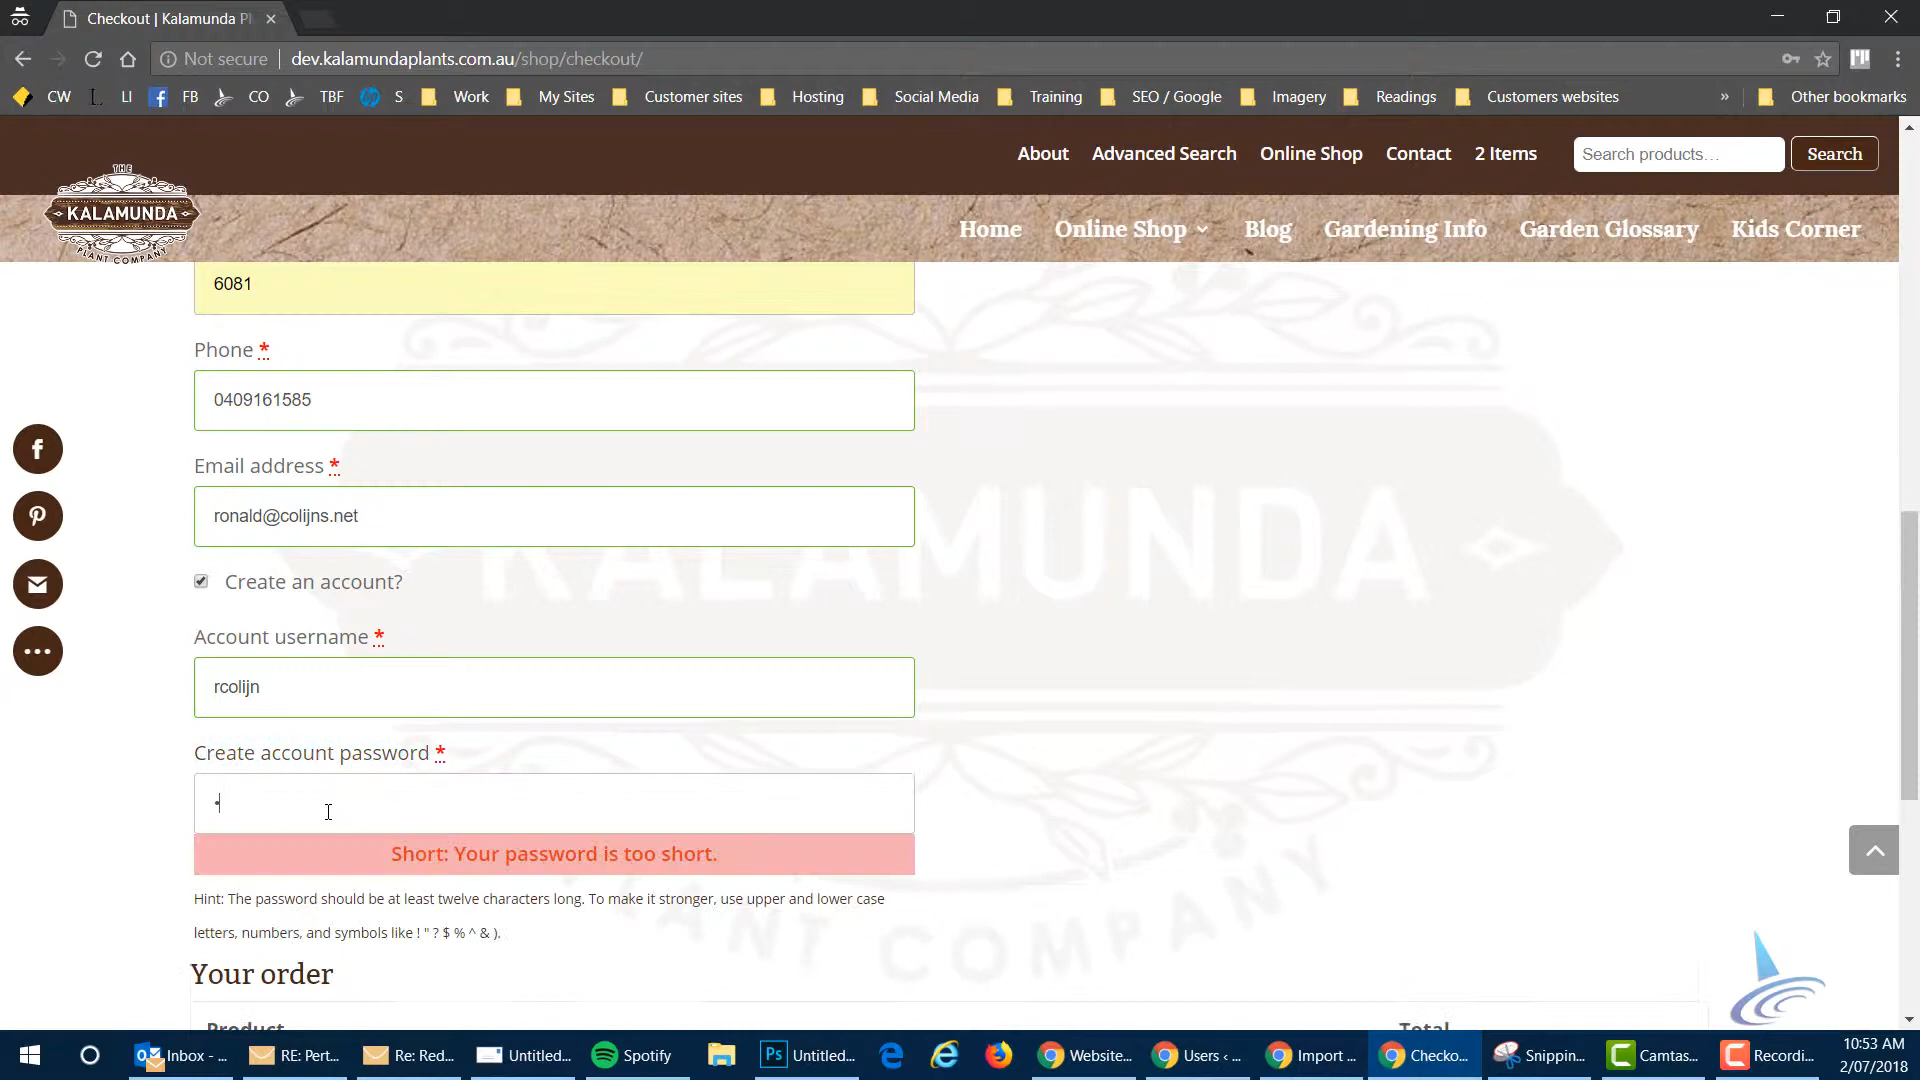 Checkout | Kalamunda Pl
Not secure | dev.kalamundaplants.com.au/shop/checkout/
CW LI FB CO TBF S Work My Sites Customer sites Hosting Social Media Training SEO / Google Imagery Readings Customers websites » Other bookmarks
About Advanced Search Online Shop Contact 2 Items Search products… Search
THE
KALAMUNDA
PLANT COMPANY
Home Online Shop Blog Gardening Info Garden Glossary Kids Corner
6081
Phone *
0409161585
Email address *
ronald@colijns.net
Create an account?
Account username *
rcolijn
Create account password *
Short: Your password is too short.
Hint: The password should be at least twelve characters long. To make it stronger, use upper and lower case
letters, numbers, and symbols like ! " ? $ % ^ & ).
Your order
Product Total
KALAMUNDA
PLANT COMPANY
Inbox - ... RE: Pert... Re: Red... Untitled... Spotify Untitled... Website... Users ‹ ... Import ... Checko... Snippin... Camtas... Recordi...
10:53 AM
2/07/2018